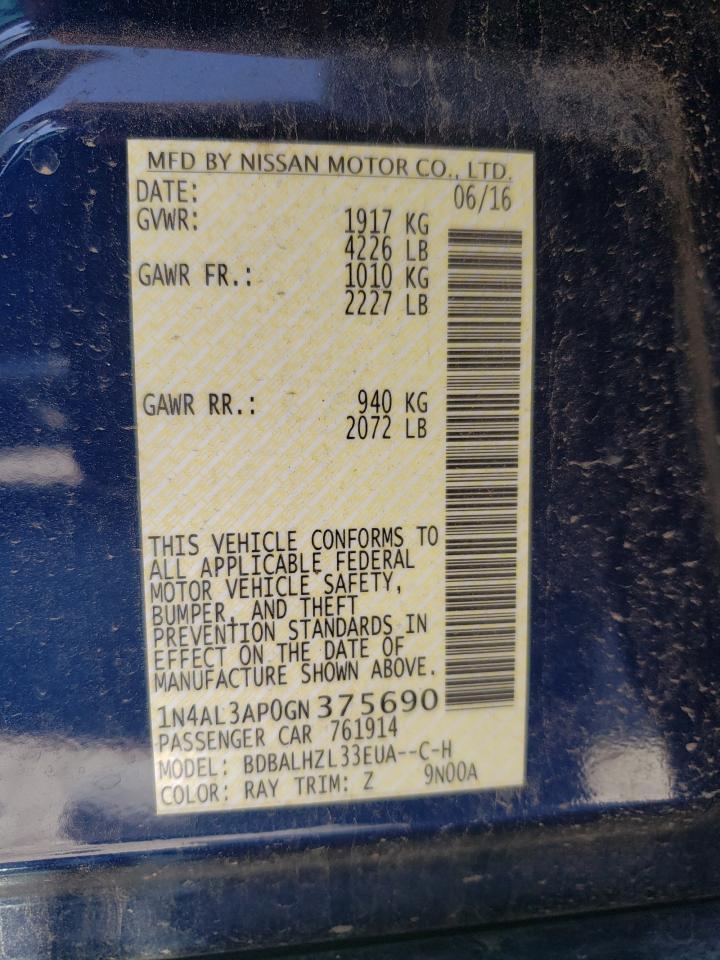 MFD BY NISSAN MOTOR CO., LTD.
DATE: 06/16
GVWR: 1917 KG
4226 LB
GAWR FR.: 1010 KG
2227 LB
GAWR RR.: 940 KG
2072 LB
THIS VEHICLE CONFORMS TO
ALL APPLICABLE FEDERAL
MOTOR VEHICLE SAFETY,
BUMPER, AND THEFT
PREVENTION STANDARDS IN
EFFECT ON THE DATE OF
MANUFACTURE SHOWN ABOVE.
1N4AL3AP0GN 375690
PASSENGER CAR 761914
MODEL: BDBALHZL33EUA--C-H
COLOR: RAY TRIM: Z 9N00A